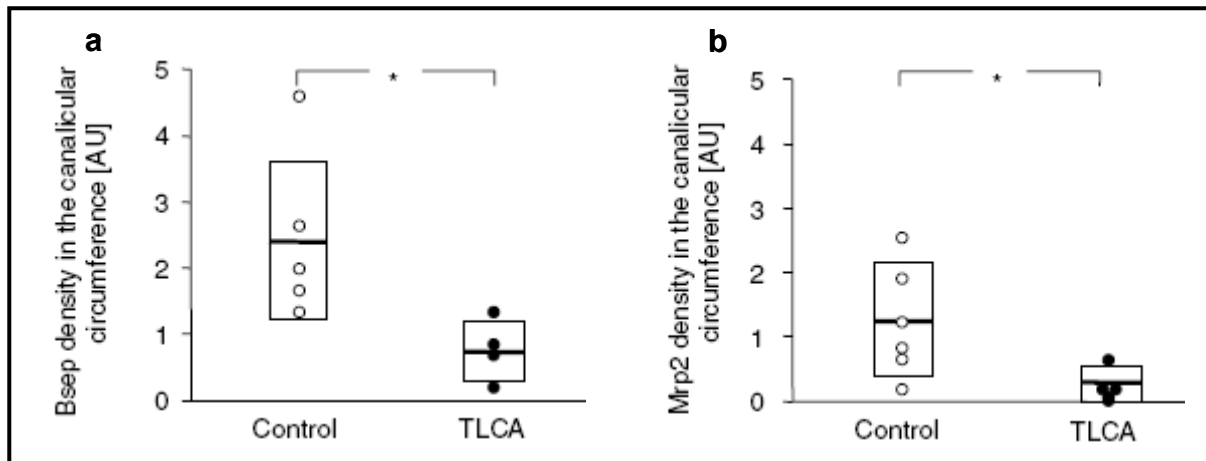 a
Bsep density in the canalicular
circumference [AU]
5
4
3
2
1
0
*
Control
TLCA
b
Mrp2 density in the canalicular
circumference [AU]
5
4
3
2
1
0
*
Control
TLCA